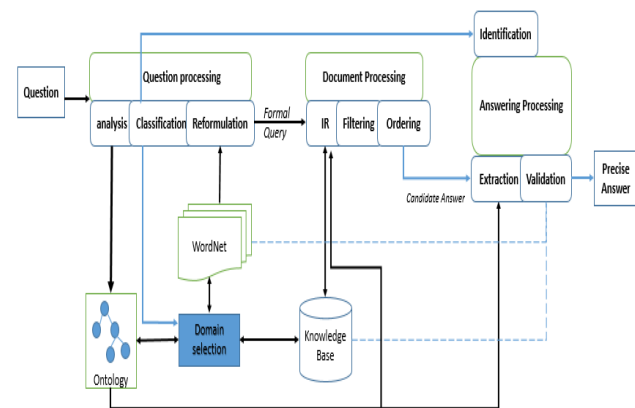 Identification
Question processing
Document Processing
Question
Answering Processing
analysis
Classification
Reformulation
Formal
Query
IR
Filtering
Ordering
Extraction
Validation
Precise
Answer
Candidate Answer
WordNet
Domain
selection
Knowledge
Base
Ontology